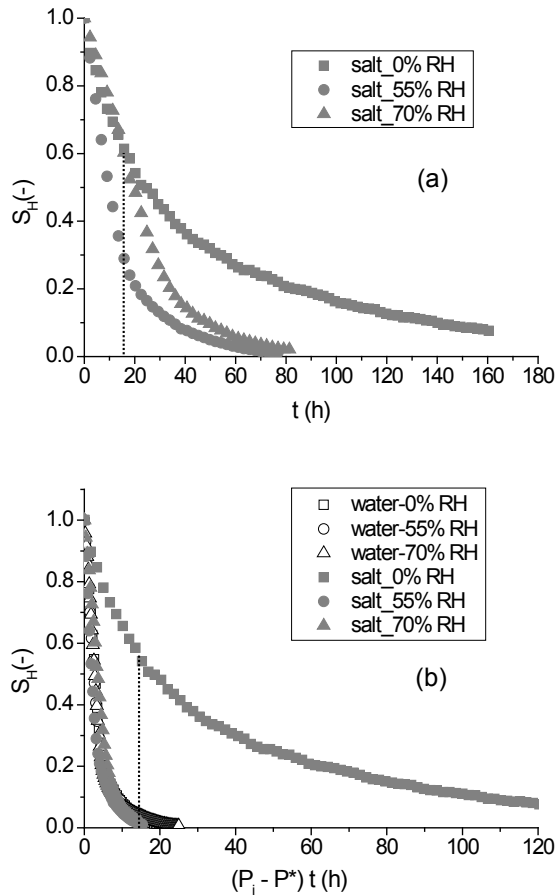 1.0
0.8
0.6
0.4
0.2
0.0
S_H(-)
salt_0% RH
salt_55% RH
salt_70% RH
(a)
0 20 40 60 80 100 120 140 160 180
t (h)
1.0
0.8
0.6
0.4
0.2
0.0
S_H(-)
water-0% RH
water-55% RH
water-70% RH
salt_0% RH
salt_55% RH
salt_70% RH
(b)
0 20 40 60 80 100 120
(P_i - P*) t (h)